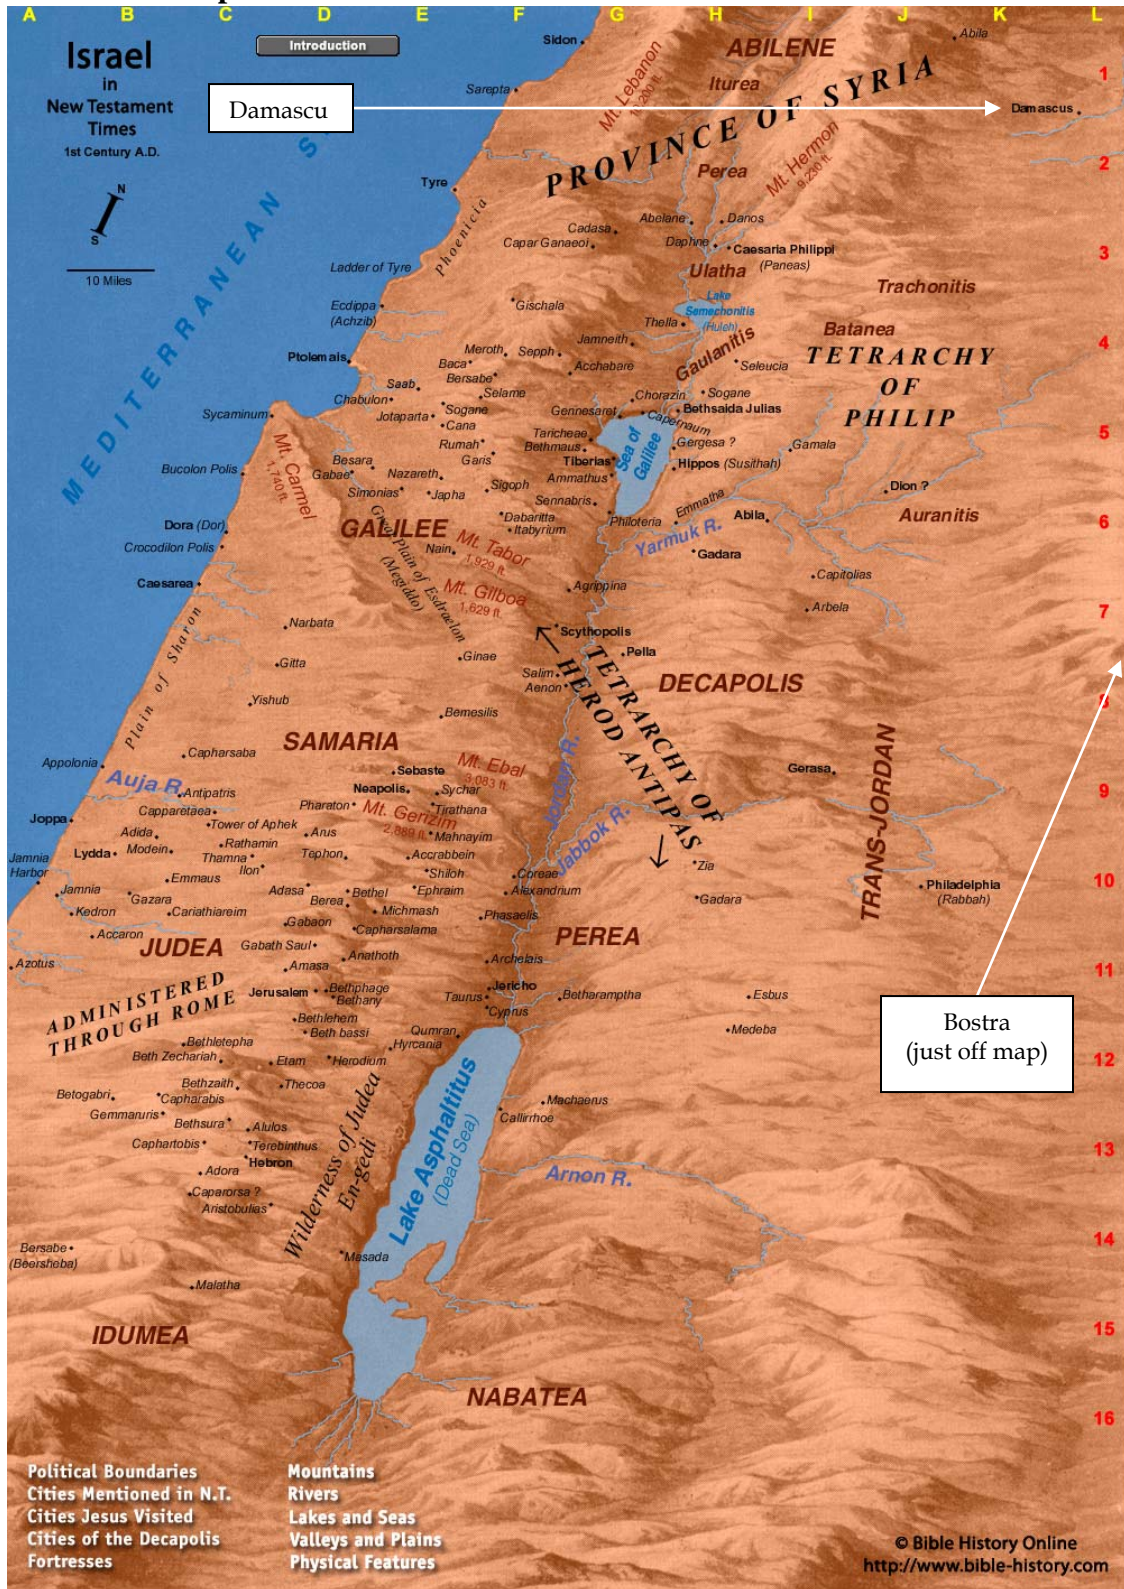 A B C D E F G H I J K L
Israel
in
New Testament
Times
1st Century A.D.
N
S
10 Miles
Introduction
Damascu
MEDITERRANEAN S
Sidon
ABILENE
Abila
1
Iturea
Sarepta
Mt. Lebanon
10,200 ft.
PROVINCE OF SYRIA
Damascus
2
Perea
Mt. Hermon
9,230 ft.
Tyre
Phoenicia
Abelane
Danos
Cadasa
Capar Ganaeoi
Daphne
Caesaria Philippi
(Paneas)
3
Ladder of Tyre
Ulatha
Trachonitis
Ecdippa
(Achzib)
Gischala
Lake
Semechonitis
(Huleh)
Thella
Batanea
Jamneith
4
Ptolemais
Meroth
Sepph
Gaulanitis
TETRARCHY
OF
PHILIP
Baca
Acchabare
Seleucia
Bersabe
Saab
Selame
Chabulon
Chorazin
Sogane
Sycaminum
Jotaparta
Sogane
Gennesaret
Bethsaida Julias
Cana
Capernaum
5
Taricheae
Rumah
Bethmaus
Gergesa ?
Gamala
Mt. Carmel
1,740 ft.
Garis
Tiberias
Sea of
Galilee
Hippos (Susithah)
Bucolon Polis
Besara
Gabae
Nazareth
Ammathus
Simonias
Japha
Sigoph
Dion ?
Sennabris
Emmatha
Dabaritta
Philoteria
Abila
Auranitis
6
Dora (Dor)
GALILEE
Itabyrium
Yarmuk R.
Crocodilon Polis
Great Plain of Esdraelon
(Megiddo)
Nain
Mt. Tabor
1,929 ft.
Gadara
Caesarea
Mt. Gilboa
1,629 ft.
Agrippina
Capitolias
Arbela
7
Plain of Sharon
Narbata
Scythopolis
Pella
Gitta
Ginae
Salim
Aenon
DECAPOLIS
TETRARCHY OF
HEROD ANTIPAS
8
Yishub
Bemesilis
SAMARIA
Capharsaba
Appolonia
Mt. Ebal
3,083 ft.
Sebaste
Jordan R.
Gerasa
TRANS-JORDAN
Auja R.
Antipatris
Neapolis
Sychar
9
Pharaton
Tirathana
Capparetaea
Mt. Gerizim
2,889 ft.
Joppa
Tower of Aphek
Adida
Arus
Mahnayim
Jabbok R.
Rathamin
Lydda
Modein
Thamna
Tephon
Accrabbein
Jamnia
Harbor
Ilon
Shiloh
Coreae
Zia
Emmaus
10
Jamnia
Adasa
Bethel
Ephraim
Alexandrium
Philadelphia
(Rabbah)
Gazara
Berea
Gadara
Kedron
Cariathiareim
Michmash
Phasaelis
Gabaon
Capharsalama
Accaron
JUDEA
Gabath Saul
PEREA
Anathoth
Archelais
Azotus
Amasa
11
ADMINISTERED
THROUGH ROME
Jerusalem
Bethphage
Jericho
Bethany
Taurus
Betharamptha
Esbus
Cyprus
Bethlehem
Bostra
(just off map)
Beth bassi
Qumran
Medeba
Bethletepha
Hyrcania
Beth Zechariah
Etam
Herodium
12
Bethzaith
Thecoa
Betogabri
Capharabis
Machaerus
Gemmaruris
Callirrhoe
Bethsura
Alulos
Wilderness of Judea
En-gedi
Lake Asphaltitus
(Dead Sea)
Caphartobis
Terebinthus
13
Hebron
Adora
Arnon R.
Caparorsa ?
Aristobulias
14
Bersabe
(Beersheba)
Masada
Malatha
15
IDUMEA
NABATEA
16
Political Boundaries
Cities Mentioned in N.T.
Cities Jesus Visited
Cities of the Decapolis
Fortresses
Mountains
Rivers
Lakes and Seas
Valleys and Plains
Physical Features
© Bible History Online
http://www.bible-history.com